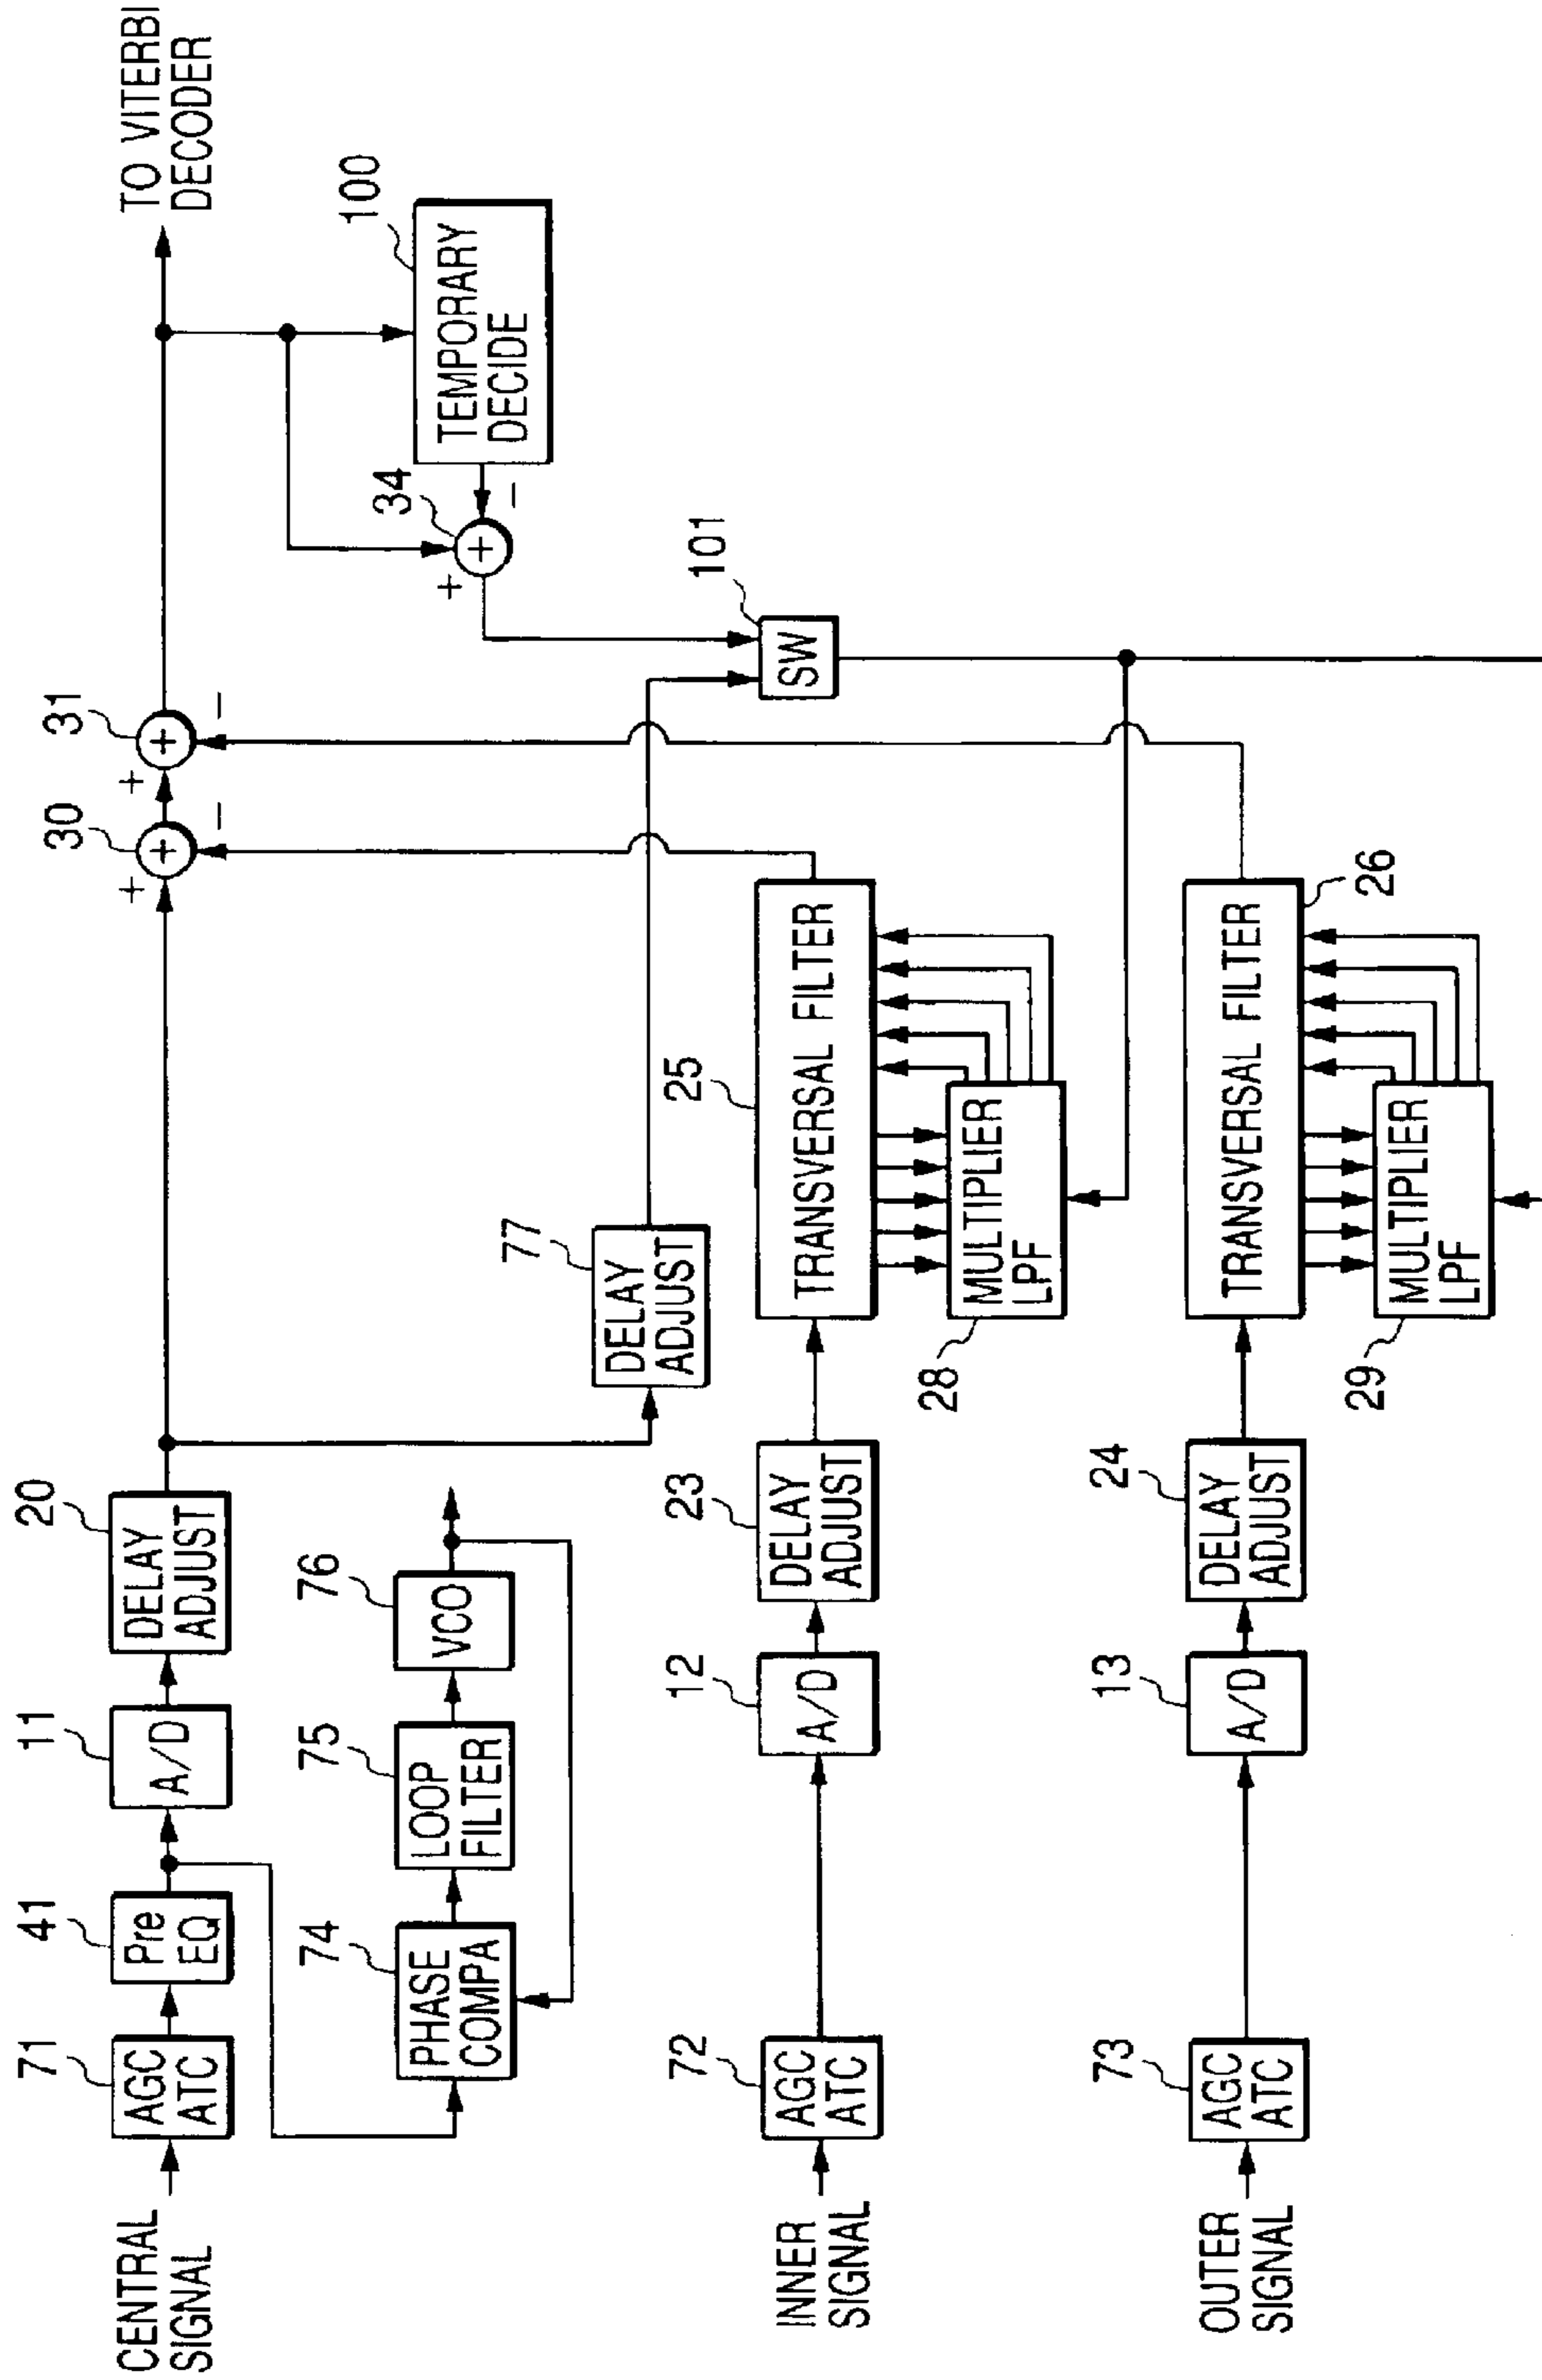 CENTRAL
SIGNAL
71
AGC
ATC
41
Pre
EQ
11
A/D
20
DELAY
ADJUST
30
+
+
−
31
+
+
−
TO VITERBI
DECODER
74
PHASE
COMPA
75
LOOP
FILTER
76
VCO
77
DELAY
ADJUST
34
+
+
−
100
TEMPORARY
DECIDE
101
SW
INNER
SIGNAL
72
AGC
ATC
12
A/D
23
DELAY
ADJUST
25
TRANSVERSAL FILTER
28
MULTIPLIER
LPF
OUTER
SIGNAL
73
AGC
ATC
13
A/D
24
DELAY
ADJUST
26
TRANSVERSAL FILTER
29
MULTIPLIER
LPF